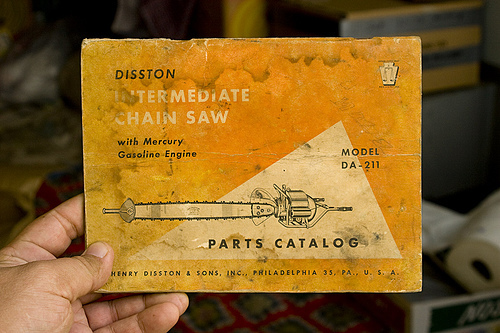 DISSTON
INTERMEDIATE
CHAIN SAW
with Mercury
Gasoline Engine
MODEL
DA-211
PARTS CATALOG
HENRY DISSTON & SONS, INC., PHILADELPHIA 35, PA., U. S. A.